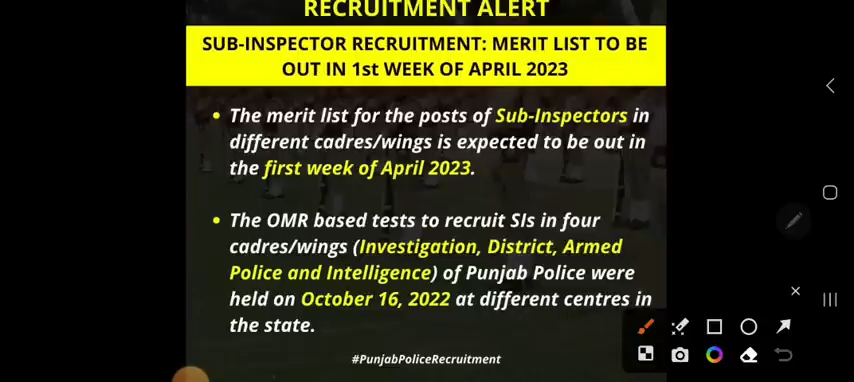 RECRUITMENT ALERT
SUB-INSPECTOR RECRUITMENT: MERIT LIST TO BE
OUT IN 1st WEEK OF APRIL 2023
• The merit list for the posts of Sub-Inspectors in
different cadres/wings is expected to be out in
the first week of April 2023.
• The OMR based tests to recruit SIs in four
cadres/wings (Investigation, District, Armed
Police and Intelligence) of Punjab Police were
held on October 16, 2022 at different centres in
the state.
#PunjabPoliceRecruitment